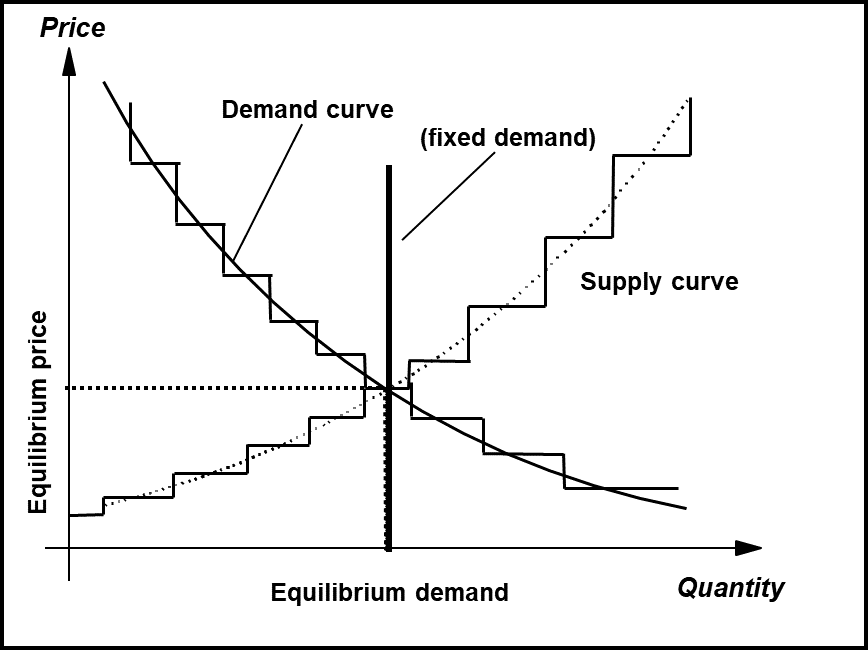 Price
Demand curve
(fixed demand)
Supply curve
Equilibrium price
Equilibrium demand
Quantity